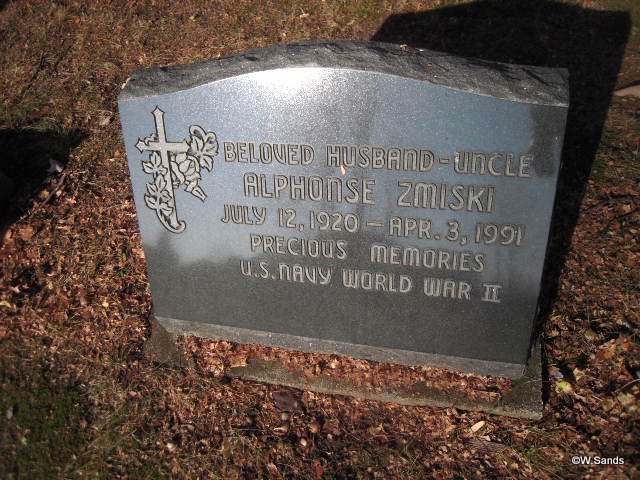 BELOVED HUSBAND - UNCLE
ALPHONSE ZMISKI
JULY 12, 1920 — APR. 3, 1991
PRECIOUS MEMORIES
U.S. NAVY WORLD WAR II
©W.Sands